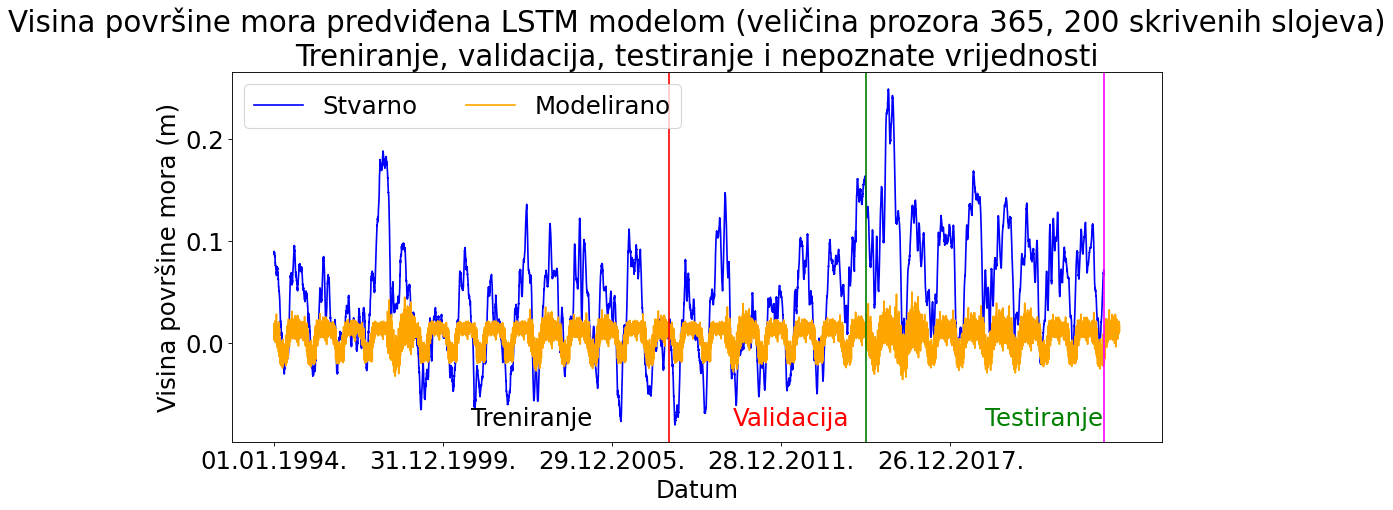 Visina površine mora predviđena LSTM modelom (veličina prozora 365, 200 skrivenih slojeva)
Treniranje, validacija, testiranje i nepoznate vrijednosti
Stvarno
Modelirano
Visina površine mora (m)
0.2
0.1
0.0
Treniranje
Validacija
Testiranje
01.01.1994.
31.12.1999.
29.12.2005.
28.12.2011.
26.12.2017.
Datum